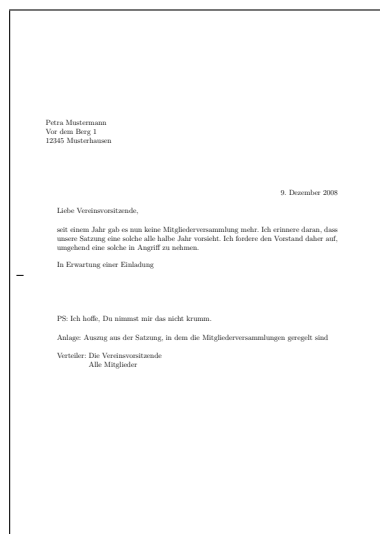 Petra Mustermann
Vor dem Berg 1
12345 Musterhausen
9. Dezember 2008
Liebe Vereinsvorsitzende,
seit einem Jahr gab es nun keine Mitgliederversammlung mehr. Ich erinnere daran, dass
unsere Satzung eine solche alle halbe Jahr vorsieht. Ich fordere den Vorstand daher auf,
umgehend eine solche in Angriff zu nehmen.
In Erwartung einer Einladung
PS: Ich hoffe, Du nimmst mir das nicht krumm.
Anlage: Auszug aus der Satzung, in dem die Mitgliederversammlungen geregelt sind
Verteiler: Die Vereinsvorsitzende
Alle Mitglieder